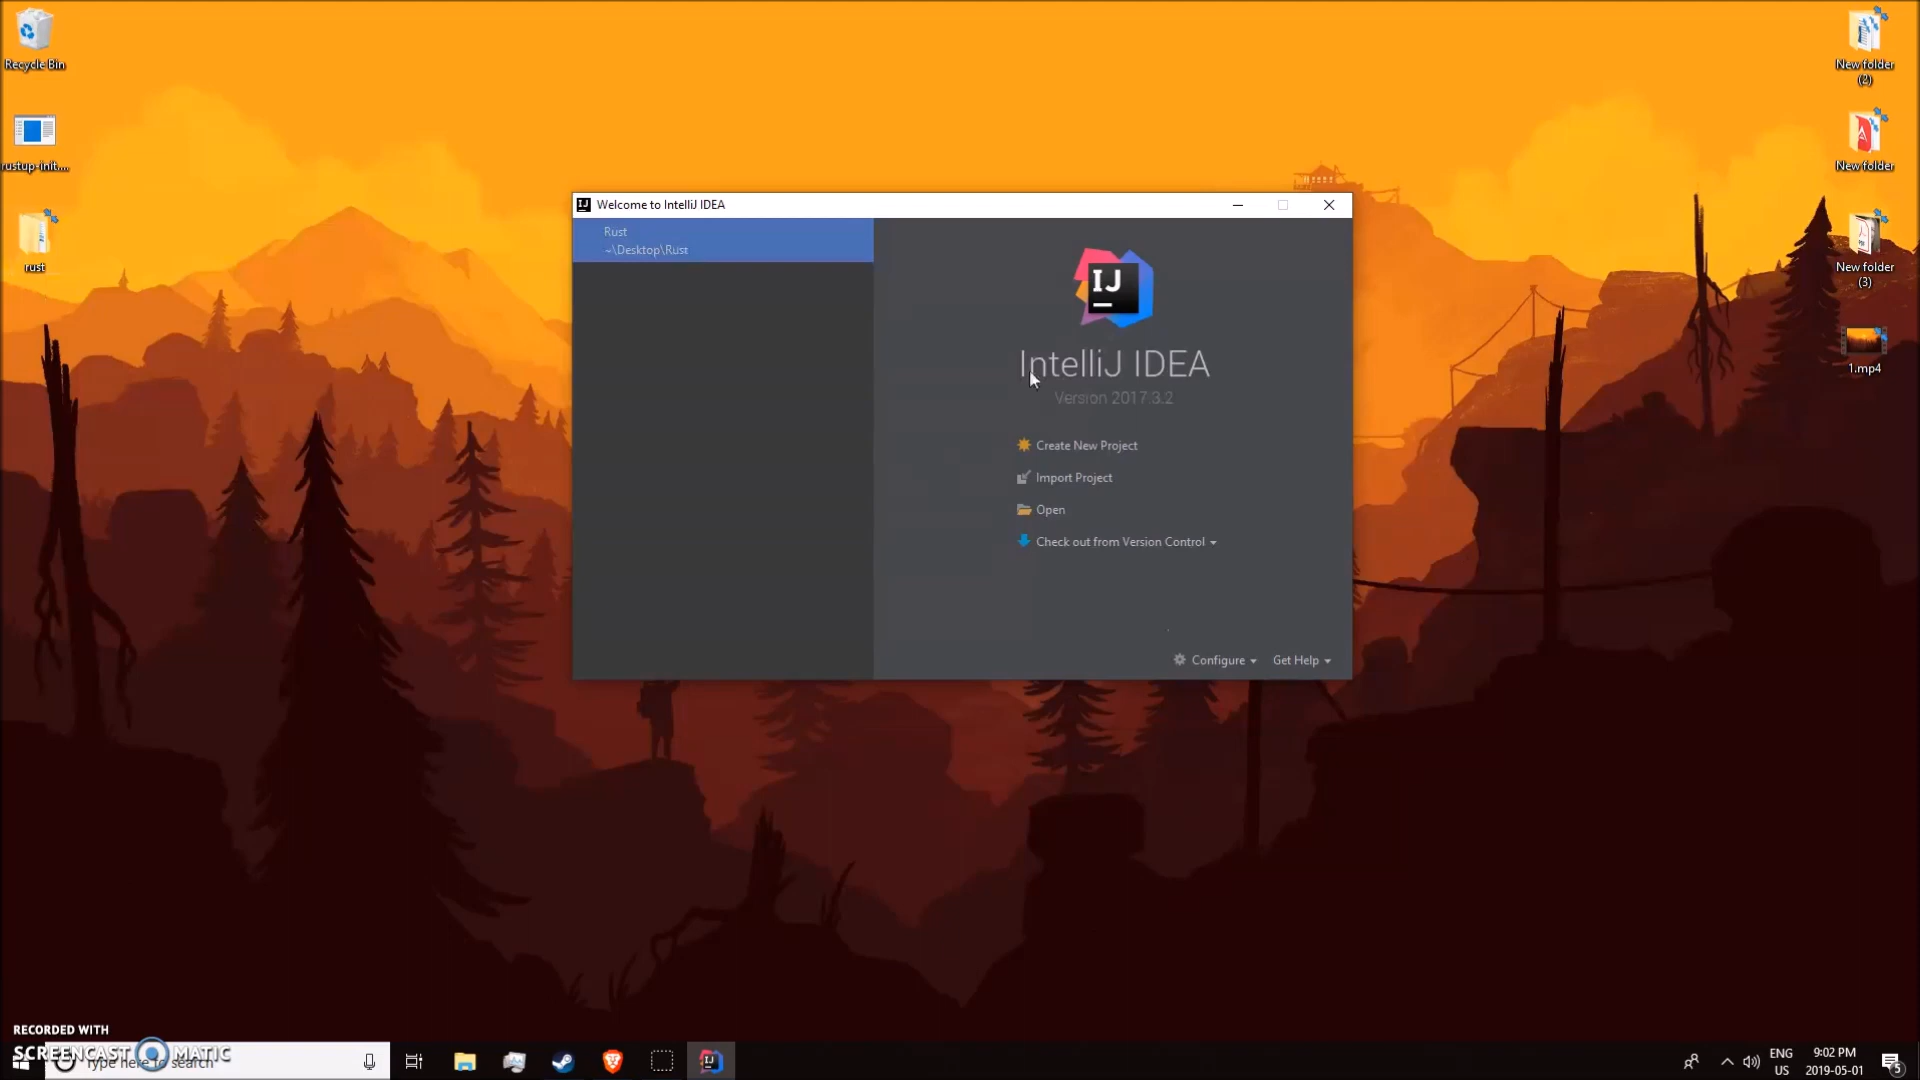 Recycle Bin
rustup-init....
rust
New folder
(2)
New folder
New folder
(3)
1.mp4
Welcome to IntelliJ IDEA
Rust
~\Desktop\Rust
IJ
IntelliJ IDEA
Version 2017.3.2
Create New Project
Import Project
Open
Check out from Version Control
Configure
Get Help
RECORDED WITH
SCREENCAST MATIC
Type here to search
ENG
US
9:02 PM
2019-05-01
5